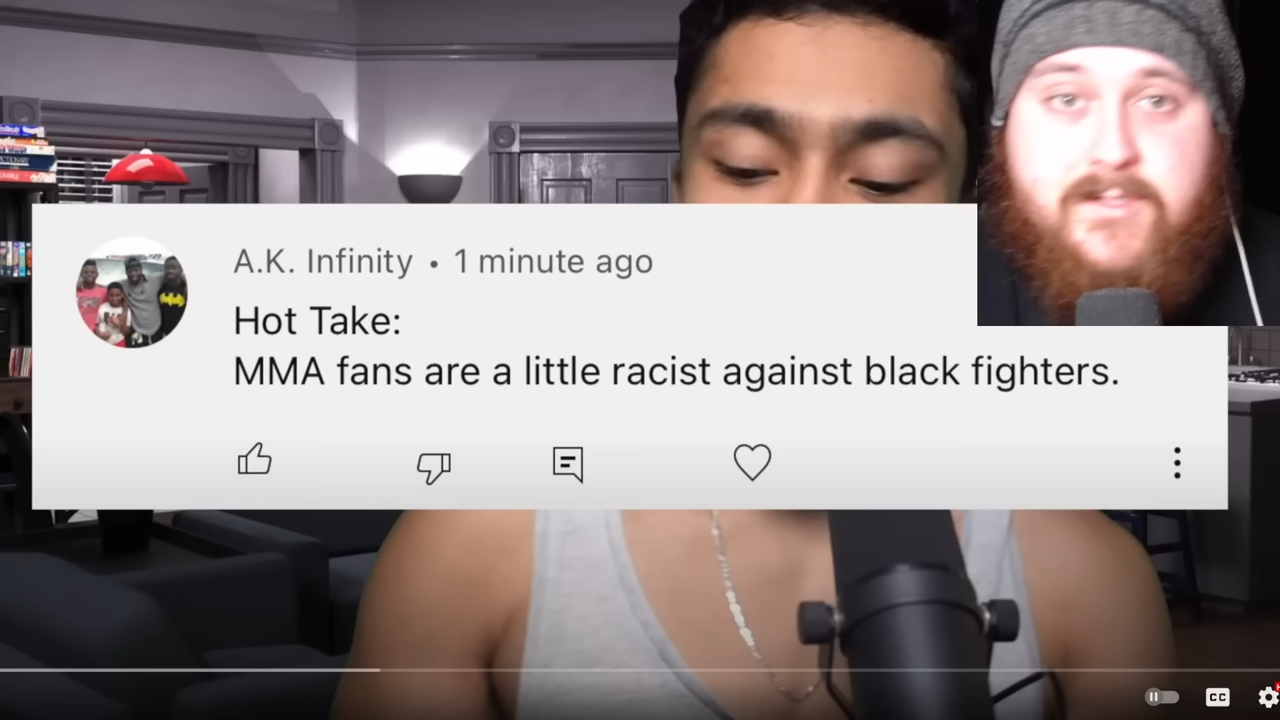 A.K. Infinity • 1 minute ago
Hot Take:
MMA fans are a little racist against black fighters.
CC